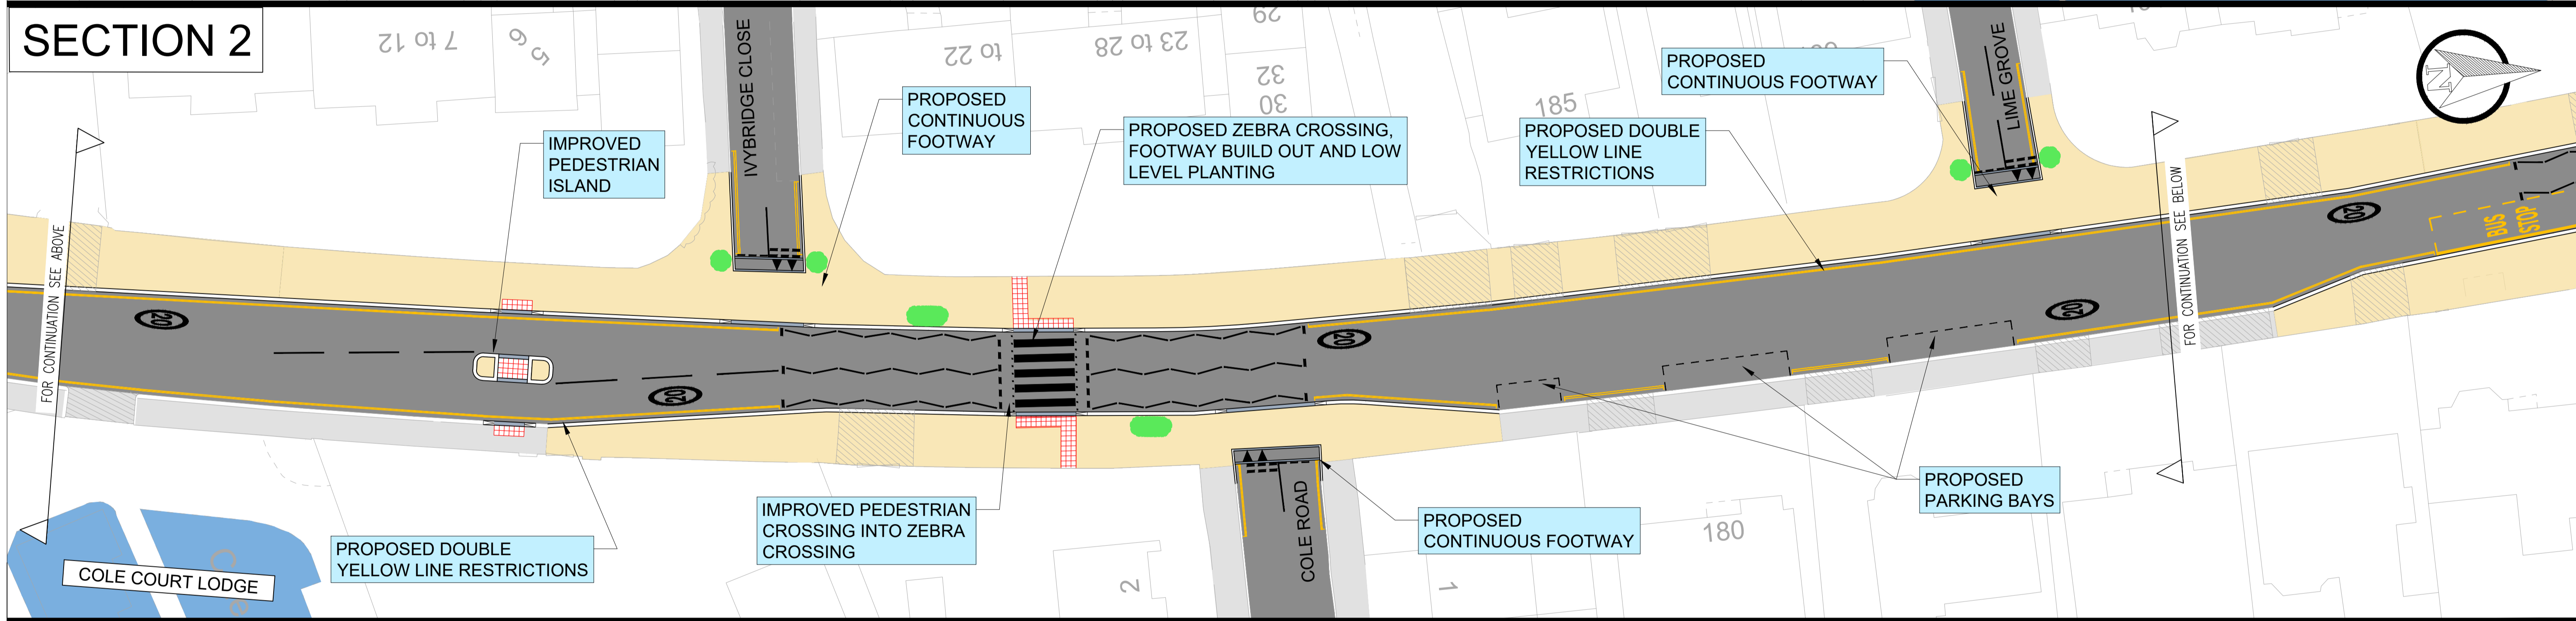 SECTION 2
7 to 12
6
5
IVYBRIDGE CLOSE
to 22
23 to 28
29
32
30
185
LIME GROVE
N
IMPROVED
PEDESTRIAN
ISLAND
PROPOSED
CONTINUOUS
FOOTWAY
PROPOSED ZEBRA CROSSING,
FOOTWAY BUILD OUT AND LOW
LEVEL PLANTING
PROPOSED DOUBLE
YELLOW LINE
RESTRICTIONS
PROPOSED
CONTINUOUS FOOTWAY
FOR CONTINUATION SEE ABOVE
FOR CONTINUATION SEE BELOW
20
20
20
20
20
BUS
STOP
PROPOSED DOUBLE
YELLOW LINE RESTRICTIONS
IMPROVED PEDESTRIAN
CROSSING INTO ZEBRA
CROSSING
PROPOSED
CONTINUOUS FOOTWAY
PROPOSED
PARKING BAYS
COLE COURT LODGE
COLE ROAD
2
1
180